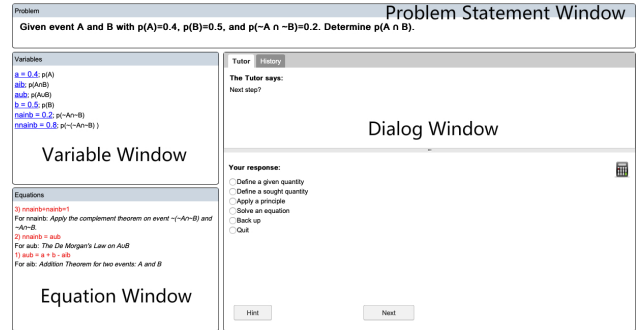 Problem
Problem Statement Window
Given event A and B with p(A)=0.4, p(B)=0.5, and p(~A ∩ ~B)=0.2. Determine p(A ∩ B).
Variables
a = 0.4; p(A)
aib; p(A∩B)
aub; p(A∪B)
b = 0.5; p(B)
nainb = 0.2; p(~A∩~B)
nnainb = 0.8; p(~(~A∩~B) )
Variable Window
Equations
3) nnainb+nainb=1
For nnainb: Apply the complement theorem on event ~(~A∩~B) and
~A∩~B.
2) nnainb = aub
For aub: The De Morgan's Law on A∪B
1) aub = a + b - aib
For aib: Addition Theorem for two events: A and B
Equation Window
Tutor History
The Tutor says:
Next step?
Dialog Window
Your response:
Define a given quantity
Define a sought quantity
Apply a principle
Solve an equation
Back up
Quit
Hint Next